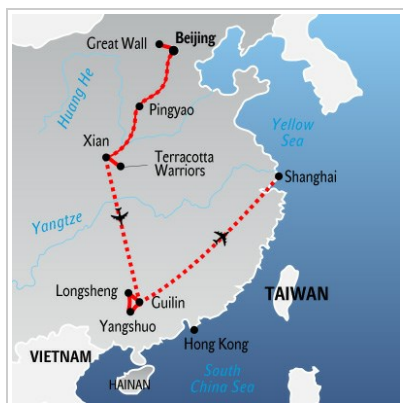 Great Wall
Beijing
Huang He
Pingyao
Yellow
Sea
Xian
Terracotta
Warriors
Shanghai
Yangtze
Longsheng
Guilin
Yangshuo
TAIWAN
Hong Kong
VIETNAM
HAINAN
South
China Sea